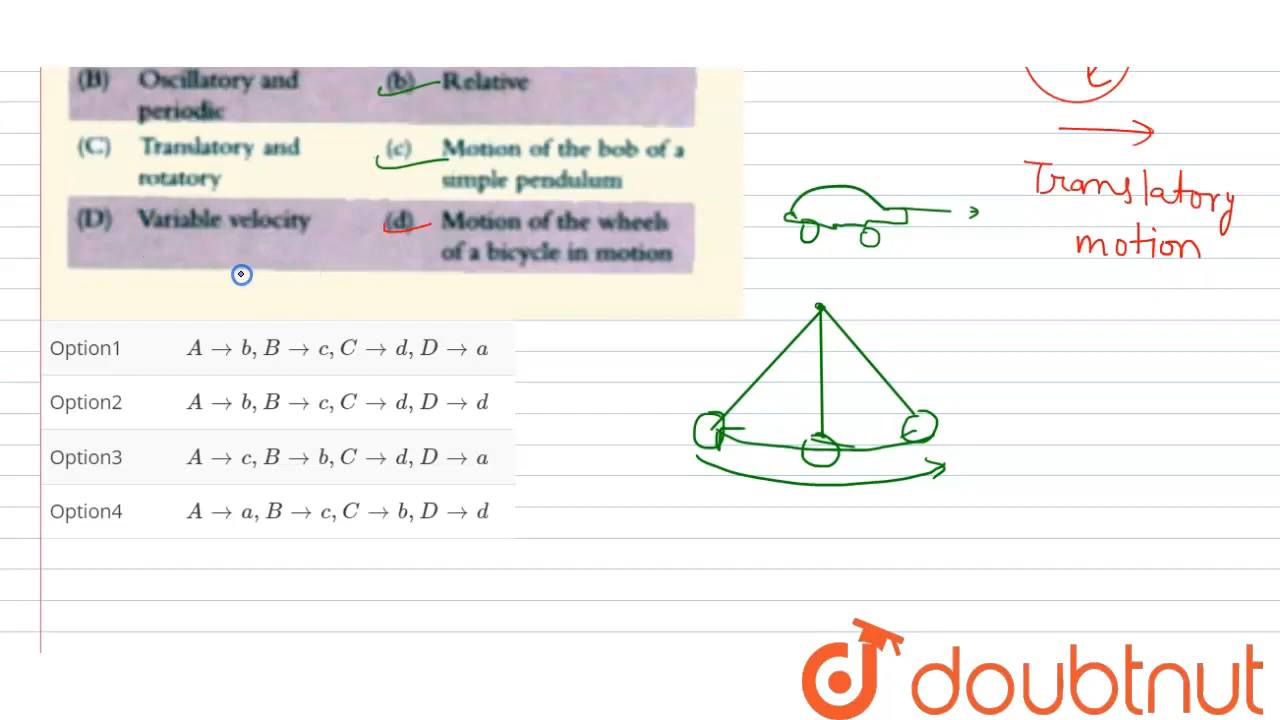 (B) Oscillatory and periodic (b) Relative
(C) Translatory and rotatory (c) Motion of the bob of a simple pendulum
(D) Variable velocity (d) Motion of the wheels of a bicycle in motion
Translatory
motion
Option1 A → b, B → c, C → d, D → a
Option2 A → b, B → c, C → d, D → d
Option3 A → c, B → b, C → d, D → a
Option4 A → a, B → c, C → b, D → d
doubtnut